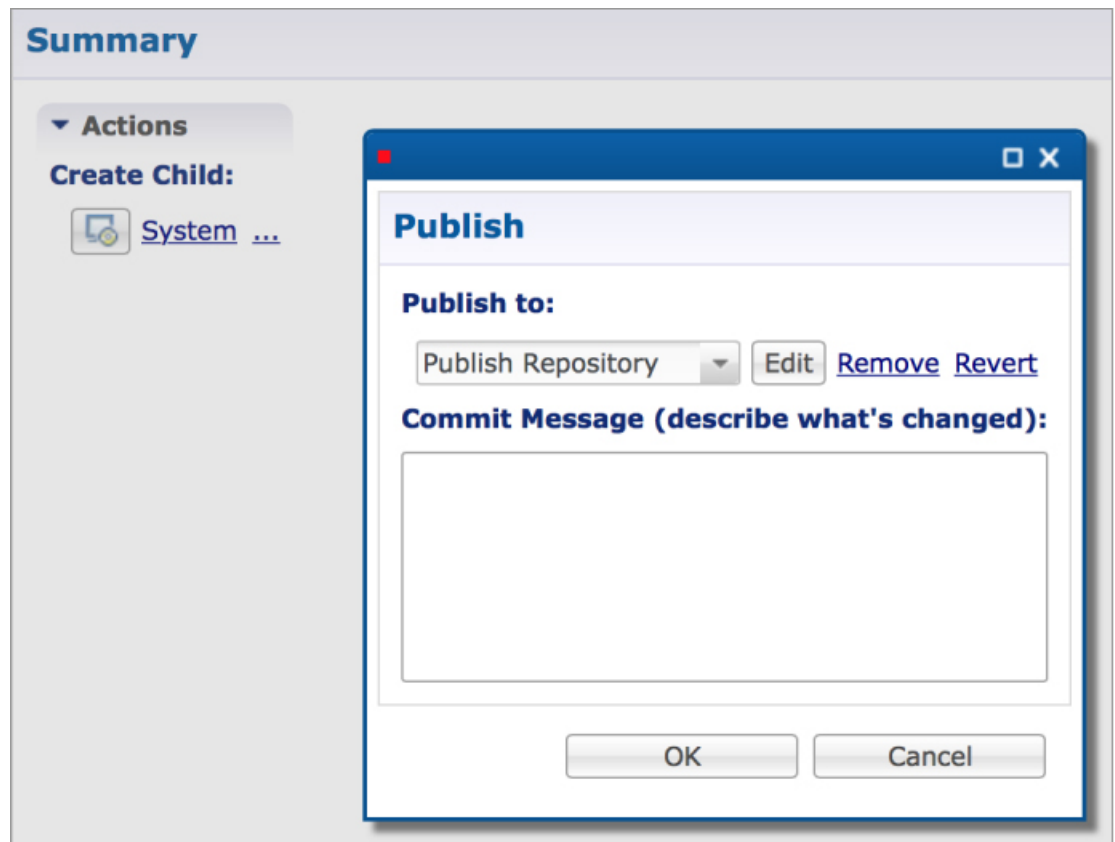 Summary
Actions
Create Child:
System ...
Publish
Publish to:
Publish Repository Edit Remove Revert
Commit Message (describe what's changed):
OK Cancel